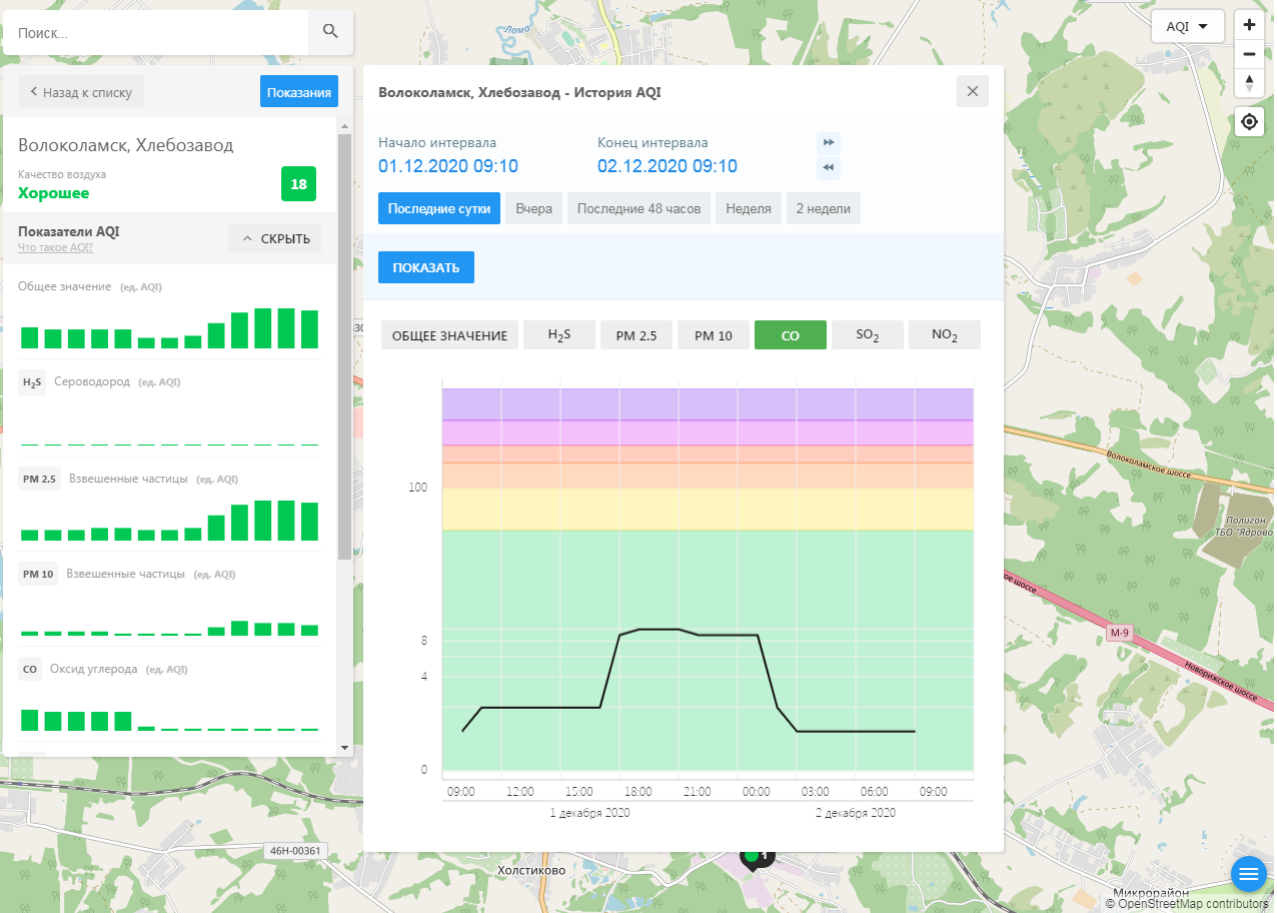 Поиск...
Назад к списку
Показания
Волоколамск, Хлебозавод
Качество воздуха
Хорошее
18
Показатели AQI
Что такое AQI?
СКРЫТЬ
Общее значение (ед. AQI)
H2S Сероводород (ед. AQI)
PM 2.5 Взвешенные частицы (ед. AQI)
PM 10 Взвешенные частицы (ед. AQI)
CO Оксид углерода (ед. AQI)
Волоколамск, Хлебозавод - История AQI
Начало интервала
01.12.2020 09:10
Конец интервала
02.12.2020 09:10
Последние сутки
Вчера
Последние 48 часов
Неделя
2 недели
ПОКАЗАТЬ
ОБЩЕЕ ЗНАЧЕНИЕ
H2S
PM 2.5
PM 10
CO
SO2
NO2
100
8
4
0
09:00 12:00 15:00 18:00 21:00 00:00 03:00 06:00 09:00
1 декабря 2020 2 декабря 2020
AQI
Ламо
Волоколамское шоссе
Полигон
ТБО "Ядрово
ое шоссе
М-9
Новорижское шоссе
46Н-00361
Холстиково
Микрорайон
© OpenStreetMap contributors